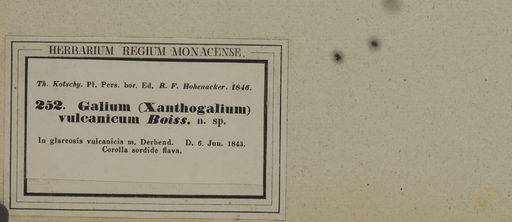 HERBARIUM REGIUM MONACENSE.
Th. Kotschy. Pl. Pers. bor. Ed. R. F. Hohenacker. 1846.
252. Galium (Xanthogalium)
vulcanicum Boiss. n. sp.
In glareosis vulcanicis m. Derbend. D. 6. Jun. 1843.
Corolla sordide flava.